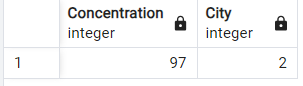 Concentration City
integer integer
1 97 2